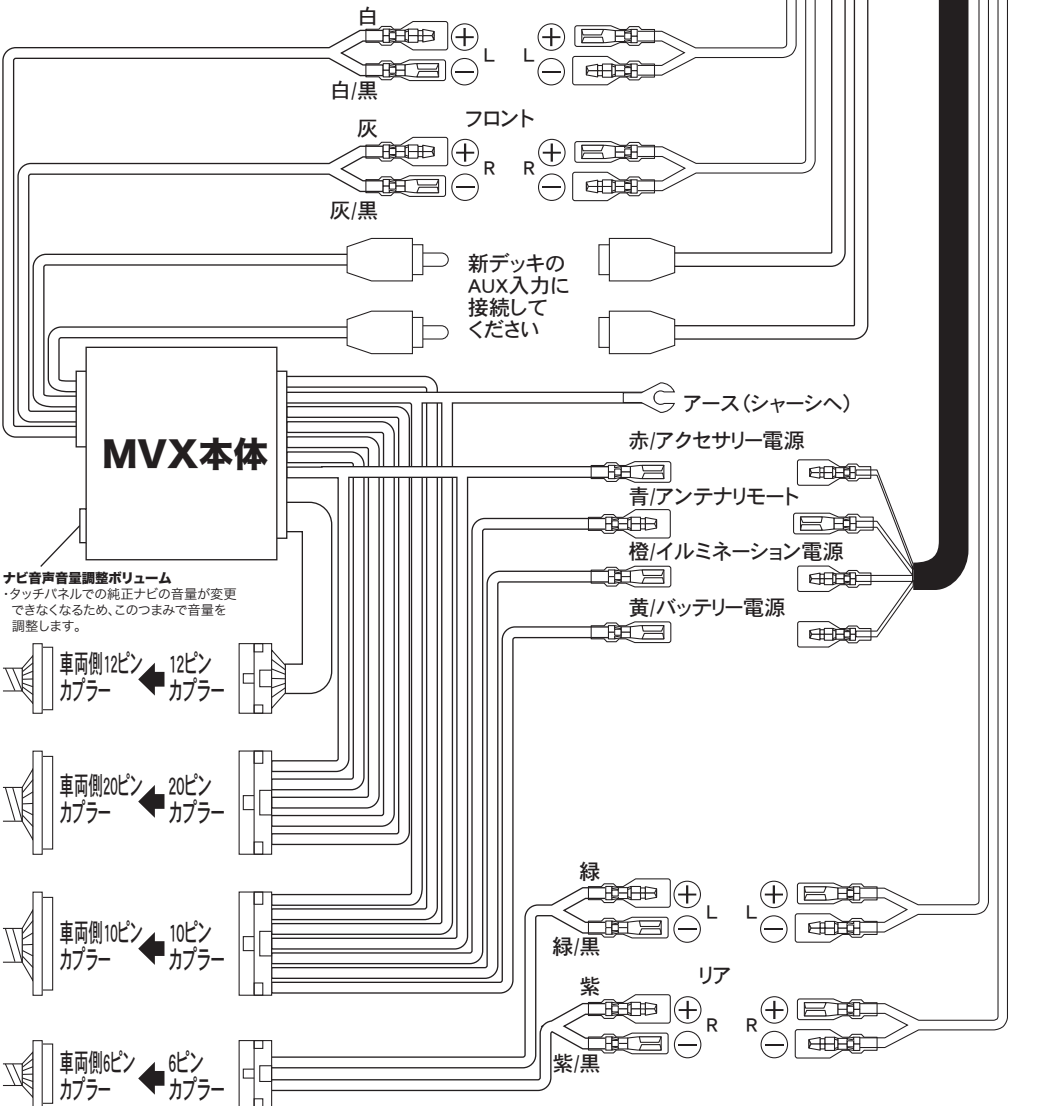 白
⊕ ⊕
L L
⊖ ⊖
白/黒
フロント
灰
⊕ ⊕
R R
⊖ ⊖
灰/黒
新デッキの
AUX入力に
接続して
ください
MVX本体
アース(シャーシへ)
赤/アクセサリー電源
青/アンテナリモート
橙/イルミネーション電源
黄/バッテリー電源
ナビ音声音量調整ボリューム
・タッチパネルでの純正ナビの音量が変更
できなくなるため、このつまみで音量を
調整します。
車両側12ピン
カプラー
12ピン
カプラー
車両側20ピン
カプラー
20ピン
カプラー
車両側10ピン
カプラー
10ピン
カプラー
車両側6ピン
カプラー
6ピン
カプラー
緑
⊕ ⊕
L L
⊖ ⊖
緑/黒
リア
紫
⊕ ⊕
R R
⊖ ⊖
紫/黒